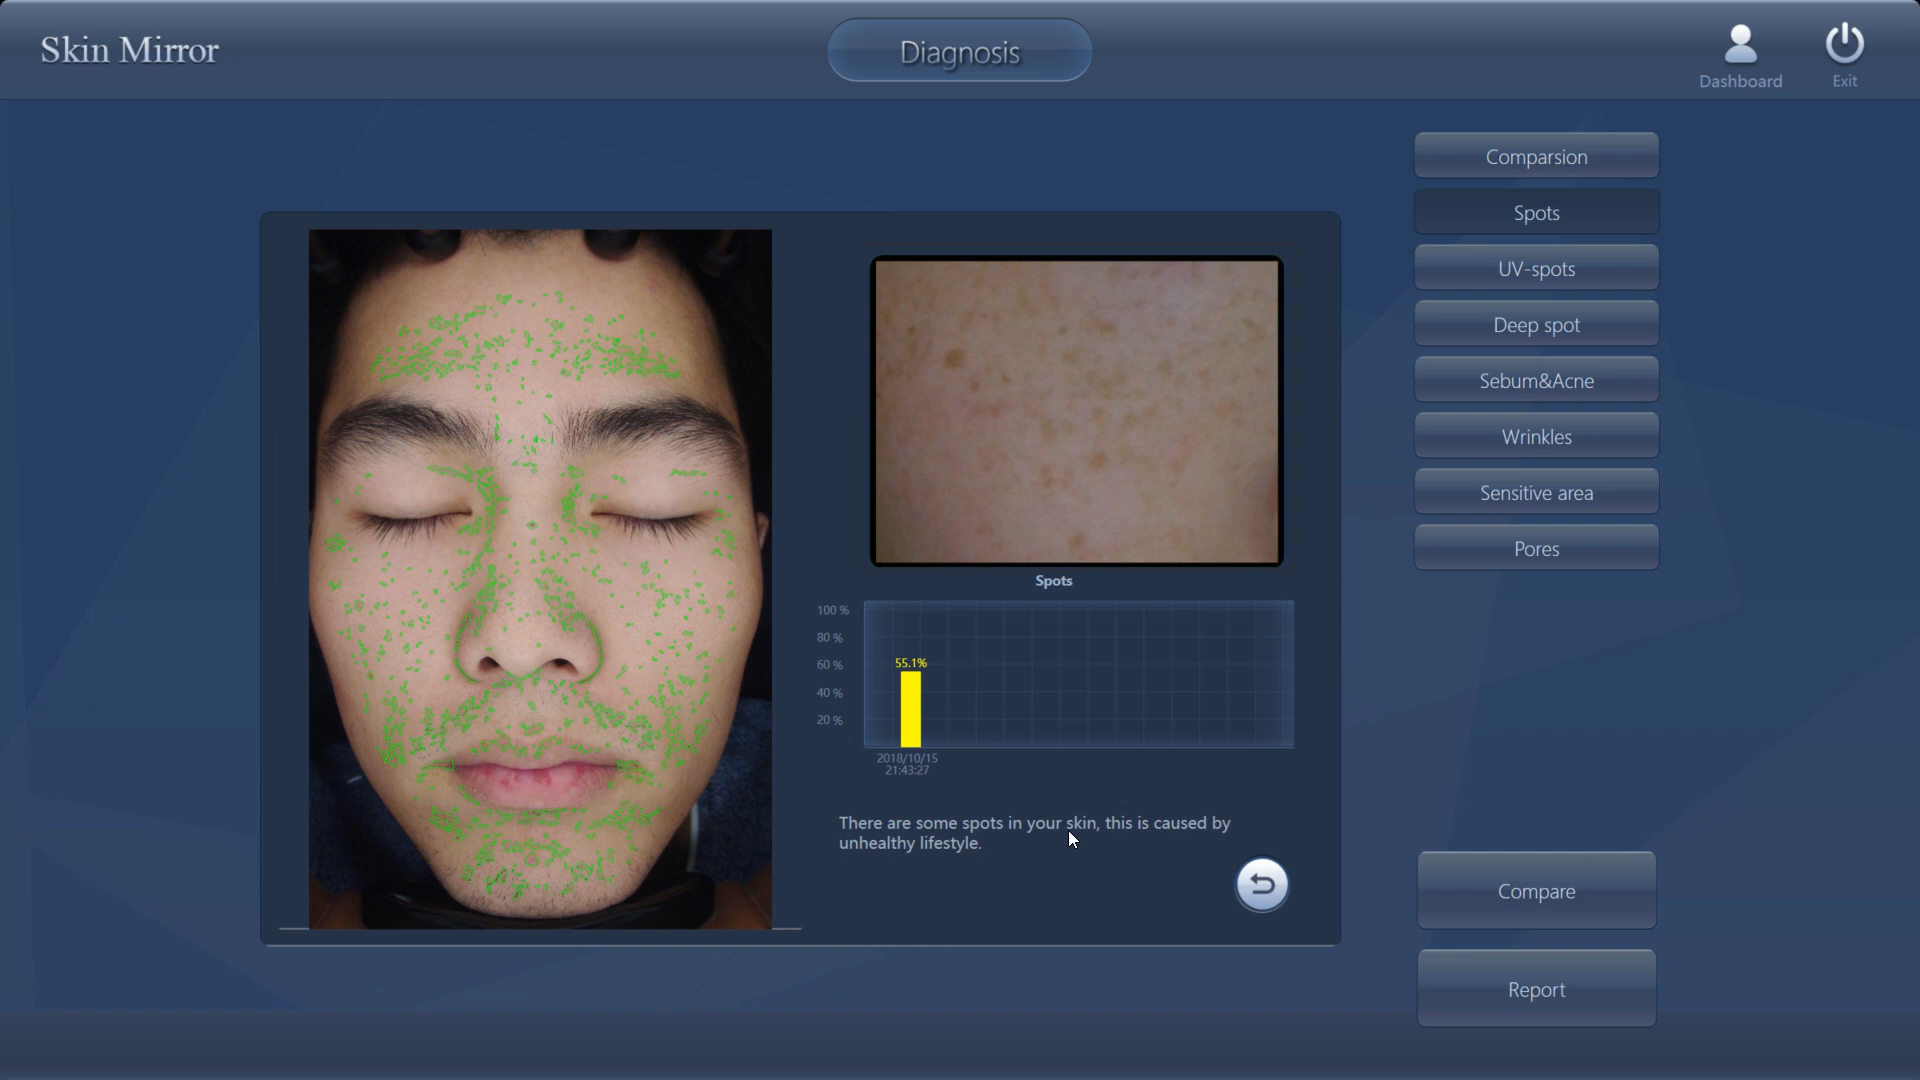 Skin Mirror
Diagnosis
Dashboard
Exit
Comparsion
Spots
UV-spots
Deep spot
Sebum&Acne
Wrinkles
Sensitive area
Pores
Spots
100 %
80 %
60 %
40 %
20 %
55.1%
2018/10/15
21:43:27
There are some spots in your skin, this is caused by
unhealthy lifestyle.
Compare
Report